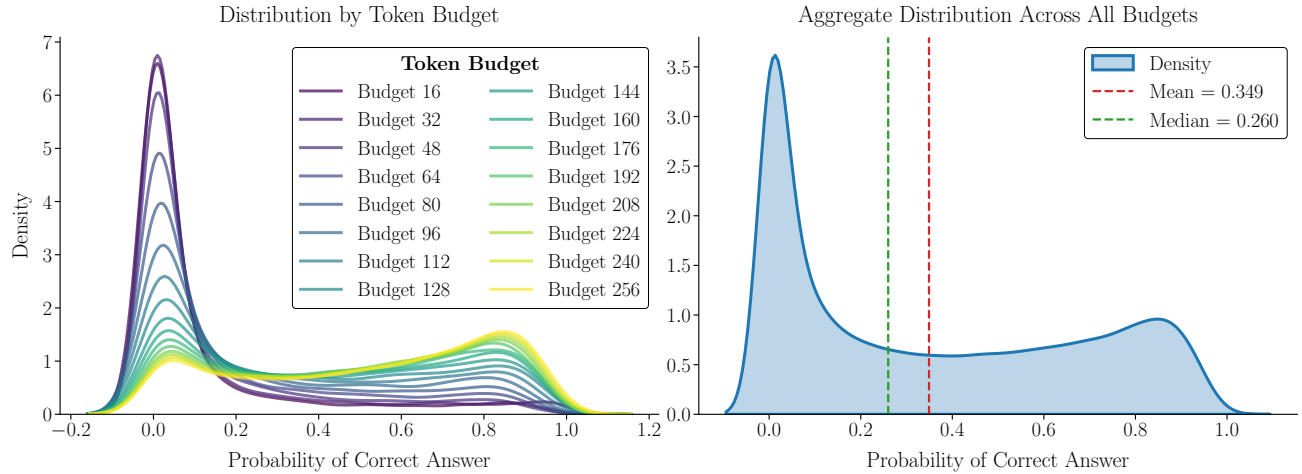 Distribution by Token Budget
7
6
5
4
3
2
1
0
Density
Token Budget
Budget 16
Budget 32
Budget 48
Budget 64
Budget 80
Budget 96
Budget 112
Budget 128
Budget 144
Budget 160
Budget 176
Budget 192
Budget 208
Budget 224
Budget 240
Budget 256
−0.2 0.0 0.2 0.4 0.6 0.8 1.0 1.2
Probability of Correct Answer
Aggregate Distribution Across All Budgets
3.5
3.0
2.5
2.0
1.5
1.0
0.5
0.0
Density
Mean = 0.349
Median = 0.260
0.0 0.2 0.4 0.6 0.8 1.0
Probability of Correct Answer